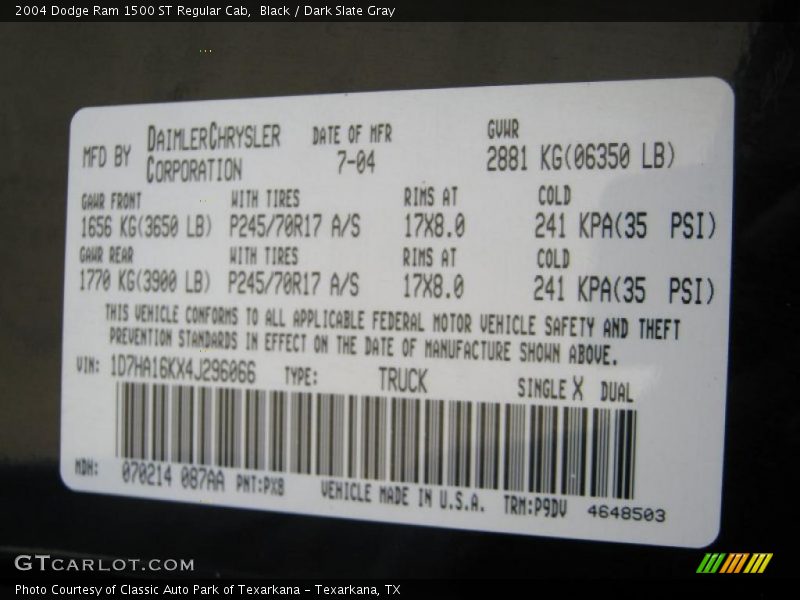 2004 Dodge Ram 1500 ST Regular Cab, Black / Dark Slate Gray
MFD BY DAIMLERCHRYSLER CORPORATION DATE OF MFR 7-04 GVWR 2881 KG(06350 LB)
GAWR FRONT WITH TIRES RIMS AT COLD
1656 KG(3650 LB) P245/70R17 A/S 17X8.0 241 KPA(35 PSI)
GAWR REAR WITH TIRES RIMS AT COLD
1770 KG(3900 LB) P245/70R17 A/S 17X8.0 241 KPA(35 PSI)
THIS VEHICLE CONFORMS TO ALL APPLICABLE FEDERAL MOTOR VEHICLE SAFETY AND THEFT
PREVENTION STANDARDS IN EFFECT ON THE DATE OF MANUFACTURE SHOWN ABOVE.
VIN: 1D7HA16KX4J296066 TYPE: TRUCK SINGLE X DUAL
MDH: 070214 087AA PNT:PX8 VEHICLE MADE IN U.S.A. TRM:P9DV 4648503
GTCARLOT.COM
Photo Courtesy of Classic Auto Park of Texarkana - Texarkana, TX